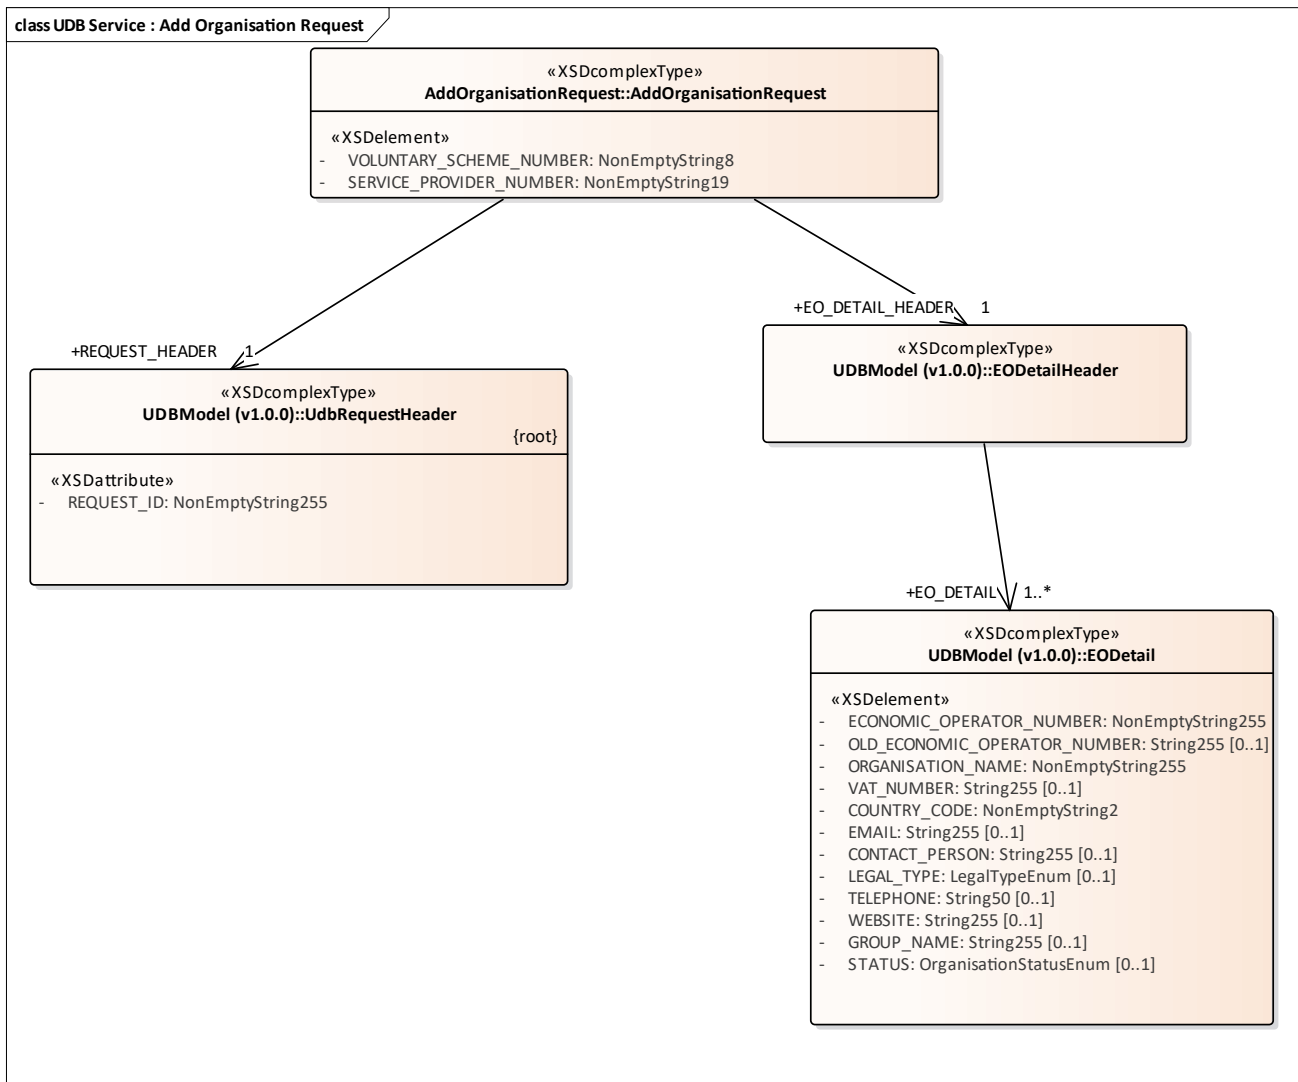 class UDB Service : Add Organisation Request
«XSDcomplexType»
AddOrganisationRequest::AddOrganisationRequest
«XSDelement»
- VOLUNTARY_SCHEME_NUMBER: NonEmptyString8
- SERVICE_PROVIDER_NUMBER: NonEmptyString19
+EO_DETAIL_HEADER 1
+REQUEST_HEADER 1
«XSDcomplexType»
UDBModel (v1.0.0)::EODetailHeader
«XSDcomplexType»
UDBModel (v1.0.0)::UdbRequestHeader
{root}
«XSDattribute»
- REQUEST_ID: NonEmptyString255
+EO_DETAIL 1..*
«XSDcomplexType»
UDBModel (v1.0.0)::EODetail
«XSDelement»
- ECONOMIC_OPERATOR_NUMBER: NonEmptyString255
- OLD_ECONOMIC_OPERATOR_NUMBER: String255 [0..1]
- ORGANISATION_NAME: NonEmptyString255
- VAT_NUMBER: String255 [0..1]
- COUNTRY_CODE: NonEmptyString2
- EMAIL: String255 [0..1]
- CONTACT_PERSON: String255 [0..1]
- LEGAL_TYPE: LegalTypeEnum [0..1]
- TELEPHONE: String50 [0..1]
- WEBSITE: String255 [0..1]
- GROUP_NAME: String255 [0..1]
- STATUS: OrganisationStatusEnum [0..1]